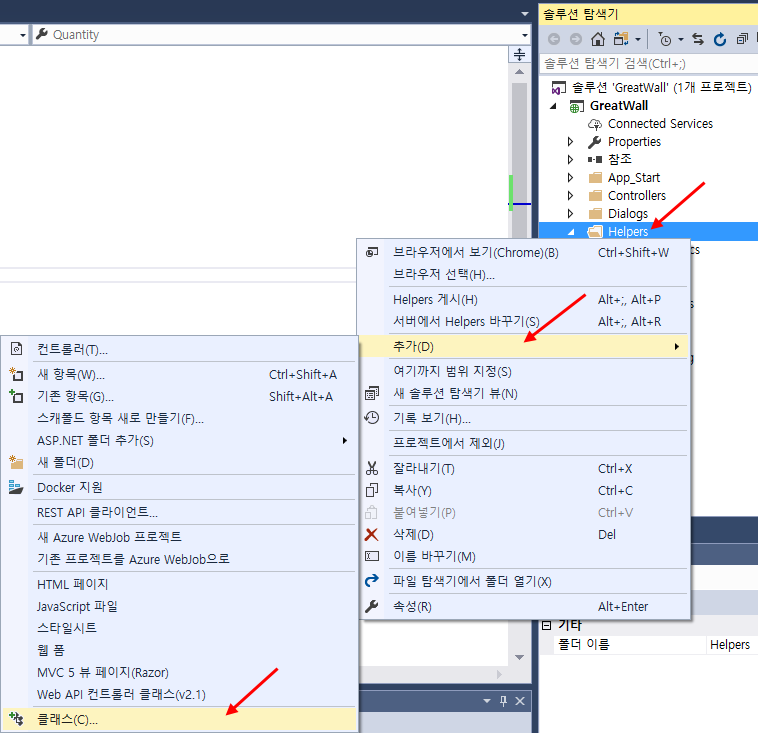 솔루션 탐색기
Quantity
솔루션 탐색기 검색(Ctrl+;)
솔루션 'GreatWall' (1개 프로젝트)
GreatWall
Connected Services
Properties
참조
App_Start
Controllers
Dialogs
Helpers
브라우저에서 보기(Chrome)(B) Ctrl+Shift+W
브라우저 선택(H)...
Helpers 게시(H) Alt+;, Alt+P
서버에서 Helpers 바꾸기(S) Alt+;, Alt+R
추가(D)
여기까지 범위 지정(S)
새 솔루션 탐색기 뷰(N)
기록 보기(H)...
프로젝트에서 제외(J)
잘라내기(T) Ctrl+X
복사(Y) Ctrl+C
붙여넣기(P) Ctrl+V
삭제(D) Del
이름 바꾸기(M)
파일 탐색기에서 폴더 열기(X)
속성(R) Alt+Enter
컨트롤러(T)...
새 항목(W)... Ctrl+Shift+A
기존 항목(G)... Shift+Alt+A
스캐폴드 항목 새로 만들기(F)...
ASP.NET 폴더 추가(S)
새 폴더(D)
Docker 지원
REST API 클라이언트...
새 Azure WebJob 프로젝트
기존 프로젝트를 Azure WebJob으로
HTML 페이지
JavaScript 파일
스타일시트
웹 폼
MVC 5 뷰 페이지(Razor)
Web API 컨트롤러 클래스(v2.1)
클래스(C)...
기타
폴더 이름 Helpers